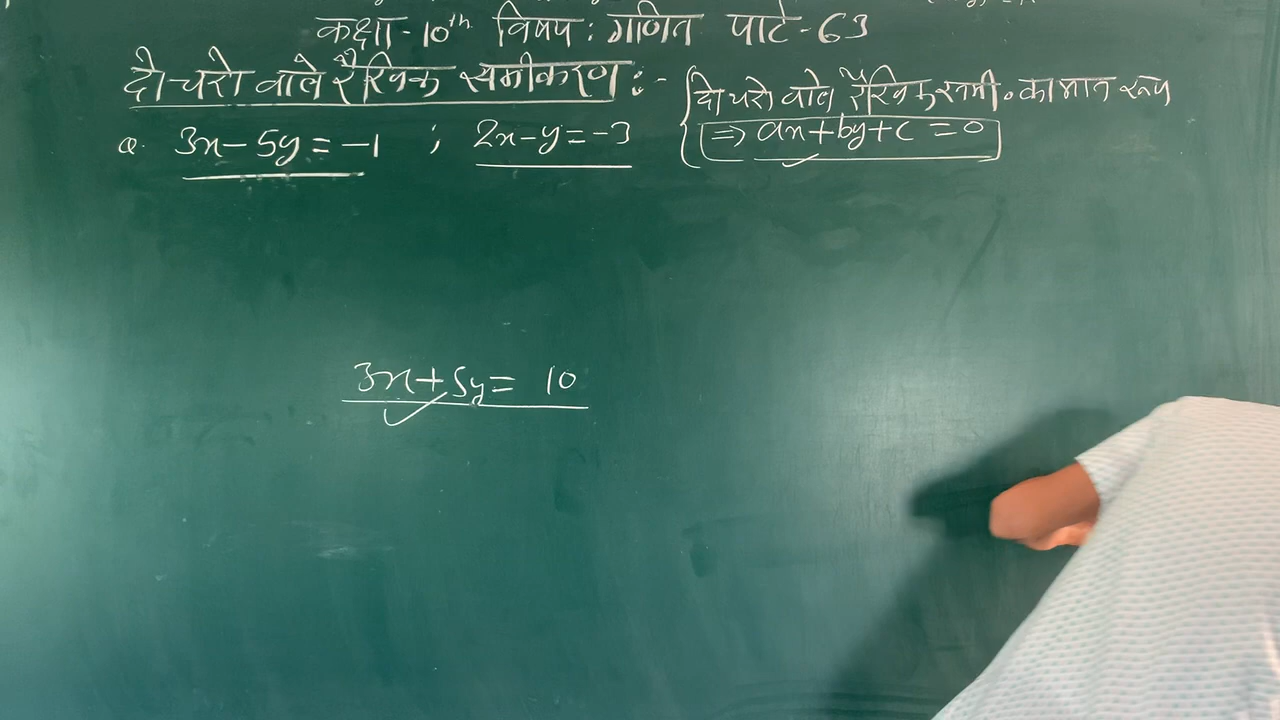 कक्षा-10th विषय: गणित पार्ट-63
दो चरो वाले रैखिक समीकरण :-
{दो चरो वाले रैखिक समी० का मान रूप
⇒ ax+by+c=0
Q. 3x-5y=-1 ; 2x-y=-3
3x+5y= 10